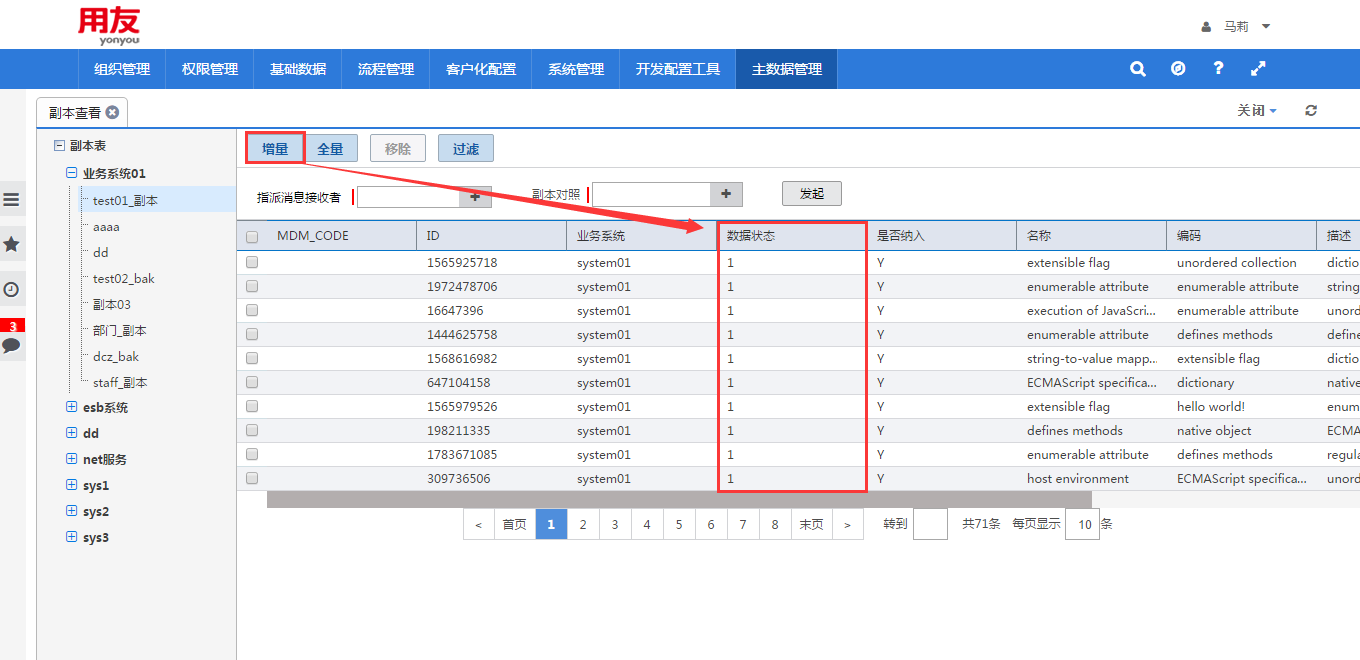 用友
yonyou
马莉
组织管理 权限管理 基础数据 流程管理 客户化配置 系统管理 开发配置工具 主数据管理
副本查看 关闭
副本表
业务系统01
test01_副本
aaaa
dd
test02_bak
副本03
部门_副本
dcz_bak
staff_副本
esb系统
dd
net服务
sys1
sys2
sys3
3
增量 全量 移除 过滤
指派消息接收者 副本对照 发起
MDM_CODE ID 业务系统 数据状态 是否纳入 名称 编码 描述
1565925718 system01 1 Y extensible flag unordered collection dictio
1972478706 system01 1 Y enumerable attribute enumerable attribute string
16647396 system01 1 Y execution of JavaScri... enumerable attribute unord
1444625758 system01 1 Y enumerable attribute defines methods define
1568616982 system01 1 Y string-to-value mapp... extensible flag dictio
647104158 system01 1 Y ECMAScript specifica... dictionary native
1565979526 system01 1 Y extensible flag hello world! enum
198211335 system01 1 Y defines methods native object ECMA
1783671085 system01 1 Y enumerable attribute defines methods regula
309736506 system01 1 Y host environment ECMAScript specifica... unord
< 首页 1 2 3 4 5 6 7 8 末页 > 转到 共71条 每页显示 10 条